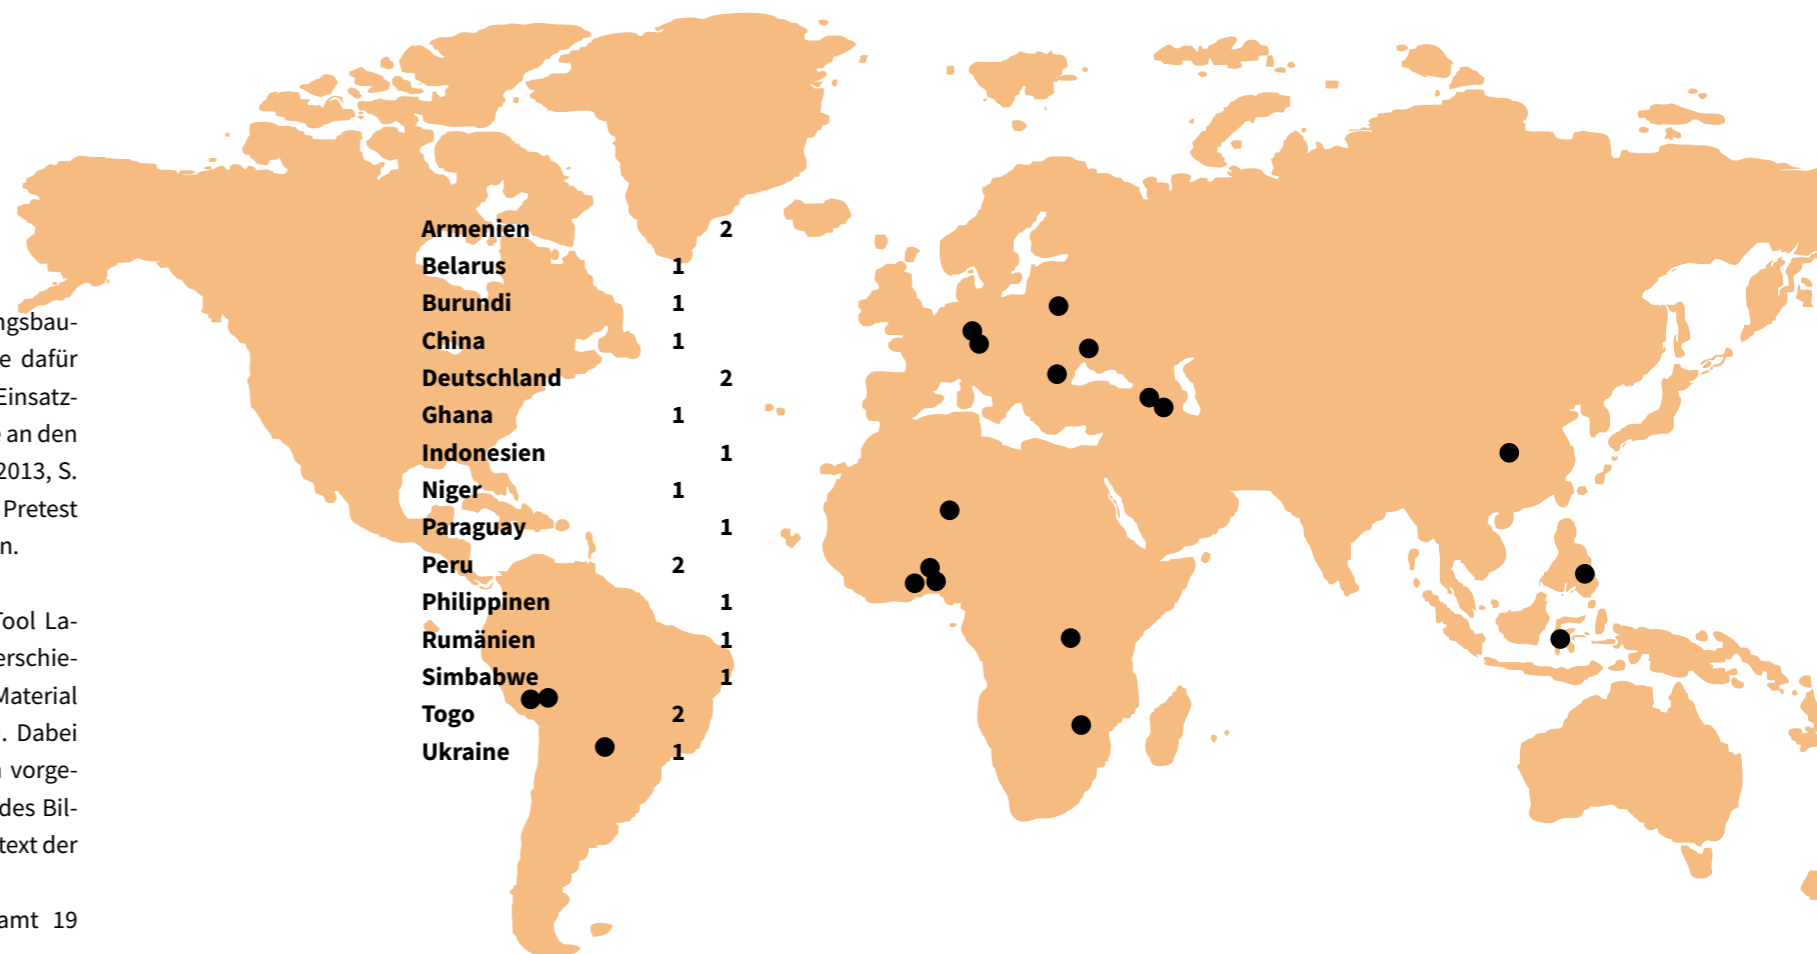 ngsbau-
e dafür
Einsatz-
an den
2013, S.
Pretest
n.
Tool La-
erschie-
Material
. Dabei
vorge-
des Bil-
text der
amt 19
Armenien 2
Belarus 1
Burundi 1
China 1
Deutschland 2
Ghana 1
Indonesien 1
Niger 1
Paraguay 1
Peru 2
Philippinen 1
Rumänien 1
Simbabwe 1
Togo 2
Ukraine 1